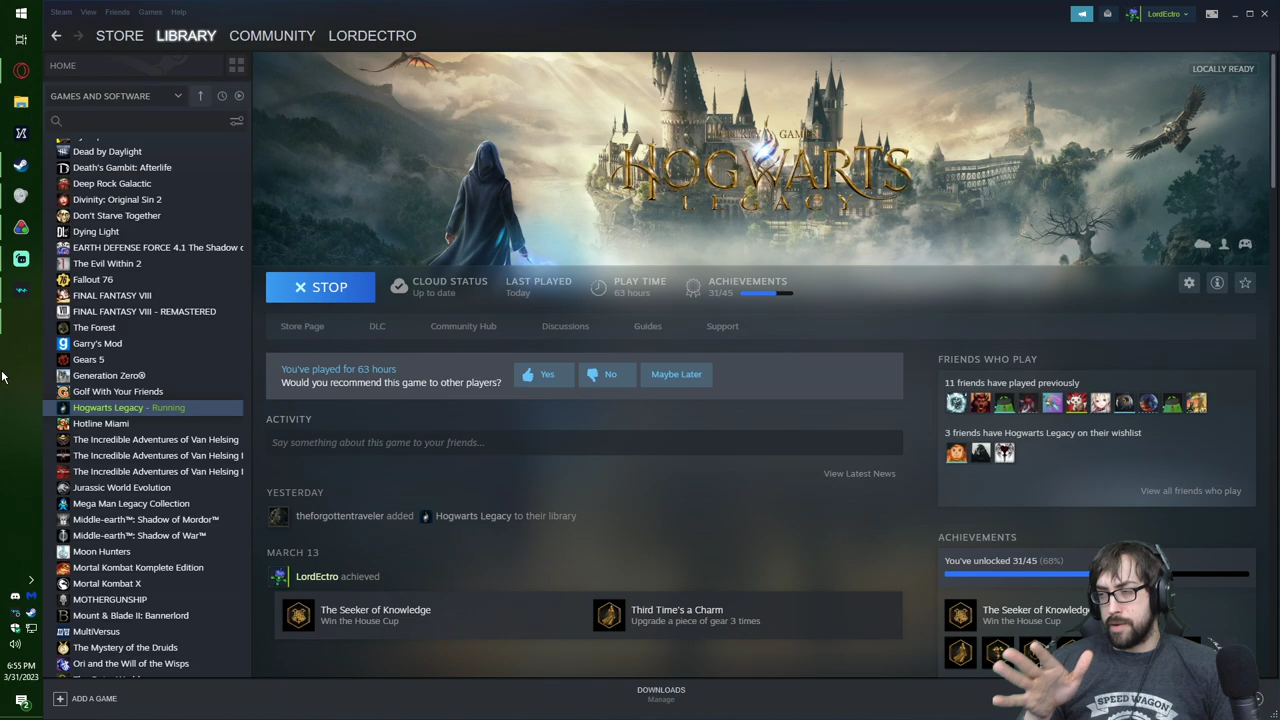 Steam View Friends Games Help
LordEctro
STORE LIBRARY COMMUNITY LORDECTRO
HOME
GAMES AND SOFTWARE
Dead by Daylight
Death's Gambit: Afterlife
Deep Rock Galactic
Divinity: Original Sin 2
Don't Starve Together
Dying Light
EARTH DEFENSE FORCE 4.1 The Shadow
The Evil Within 2
Fallout 76
FINAL FANTASY VIII
FINAL FANTASY VIII - REMASTERED
The Forest
Garry's Mod
Gears 5
Generation Zero®
Golf With Your Friends
Hogwarts Legacy - Running
Hotline Miami
The Incredible Adventures of Van Helsing
The Incredible Adventures of Van Helsing I
The Incredible Adventures of Van Helsing I
Jurassic World Evolution
Mega Man Legacy Collection
Middle-earth™: Shadow of Mordor™
Middle-earth™: Shadow of War™
Moon Hunters
Mortal Kombat Komplete Edition
Mortal Kombat X
MOTHERGUNSHIP
Mount & Blade II: Bannerlord
MultiVersus
The Mystery of the Druids
Ori and the Will of the Wisps
ADD A GAME
LOCALLY READY
GAMES
HOGWARTS
LEGACY
STOP
CLOUD STATUS
Up to date
LAST PLAYED
Today
PLAY TIME
63 hours
ACHIEVEMENTS
31/45
Store Page DLC Community Hub Discussions Guides Support
You've played for 63 hours
Would you recommend this game to other players?
Yes No Maybe Later
ACTIVITY
Say something about this game to your friends...
View Latest News
YESTERDAY
theforgottentraveler added Hogwarts Legacy to their library
MARCH 13
LordEctro achieved
The Seeker of Knowledge
Win the House Cup
Third Time's a Charm
Upgrade a piece of gear 3 times
FRIENDS WHO PLAY
11 friends have played previously
3 friends have Hogwarts Legacy on their wishlist
View all friends who play
ACHIEVEMENTS
You've unlocked 31/45 (68%)
The Seeker of Knowledge
Win the House Cup
DOWNLOADS
Manage
SPEED WAGON
6:55 PM
3/31/2023
2